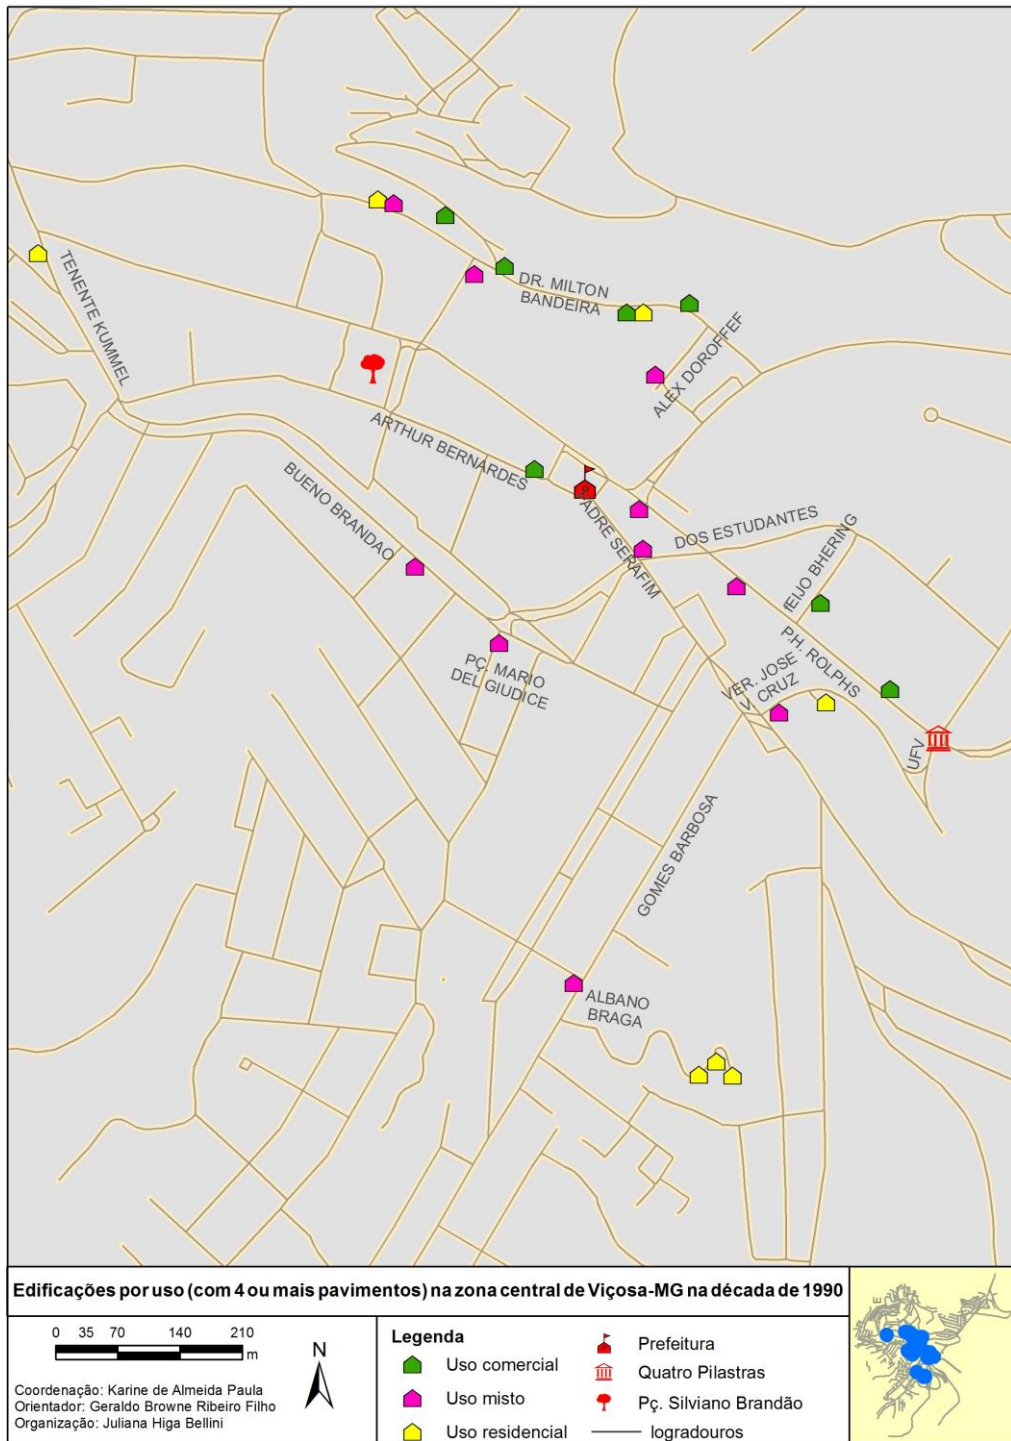 DR. MILTON
BANDEIRA
TENENTE KUMMEL
ALEX DOROFFEF
ARTHUR BERNARDES
BUENO BRANDAO
PADRE SERAFIM
DOS ESTUDANTES
fEIJO BHERING
P.H. ROLPHS
PÇ. MARIO
DEL GIUDICE
VER. JOSE
V. CRUZ
UFV
GOMES BARBOSA
ALBANO
BRAGA
Edificações por uso (com 4 ou mais pavimentos) na zona central de Viçosa-MG na década de 1990
0 35 70 140 210
m
N
Coordenação: Karine de Almeida Paula
Orientador: Geraldo Browne Ribeiro Filho
Organização: Juliana Higa Bellini
Legenda
Uso comercial
Uso misto
Uso residencial
Prefeitura
Quatro Pilastras
Pç. Silviano Brandão
logradouros